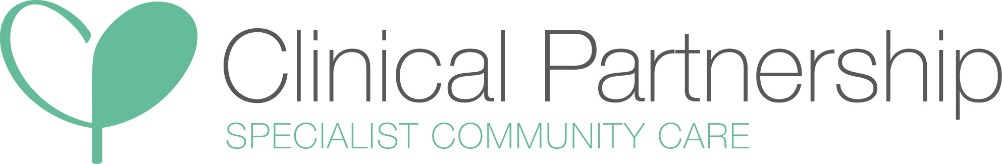 Clinical Partnership
SPECIALIST COMMUNITY CARE